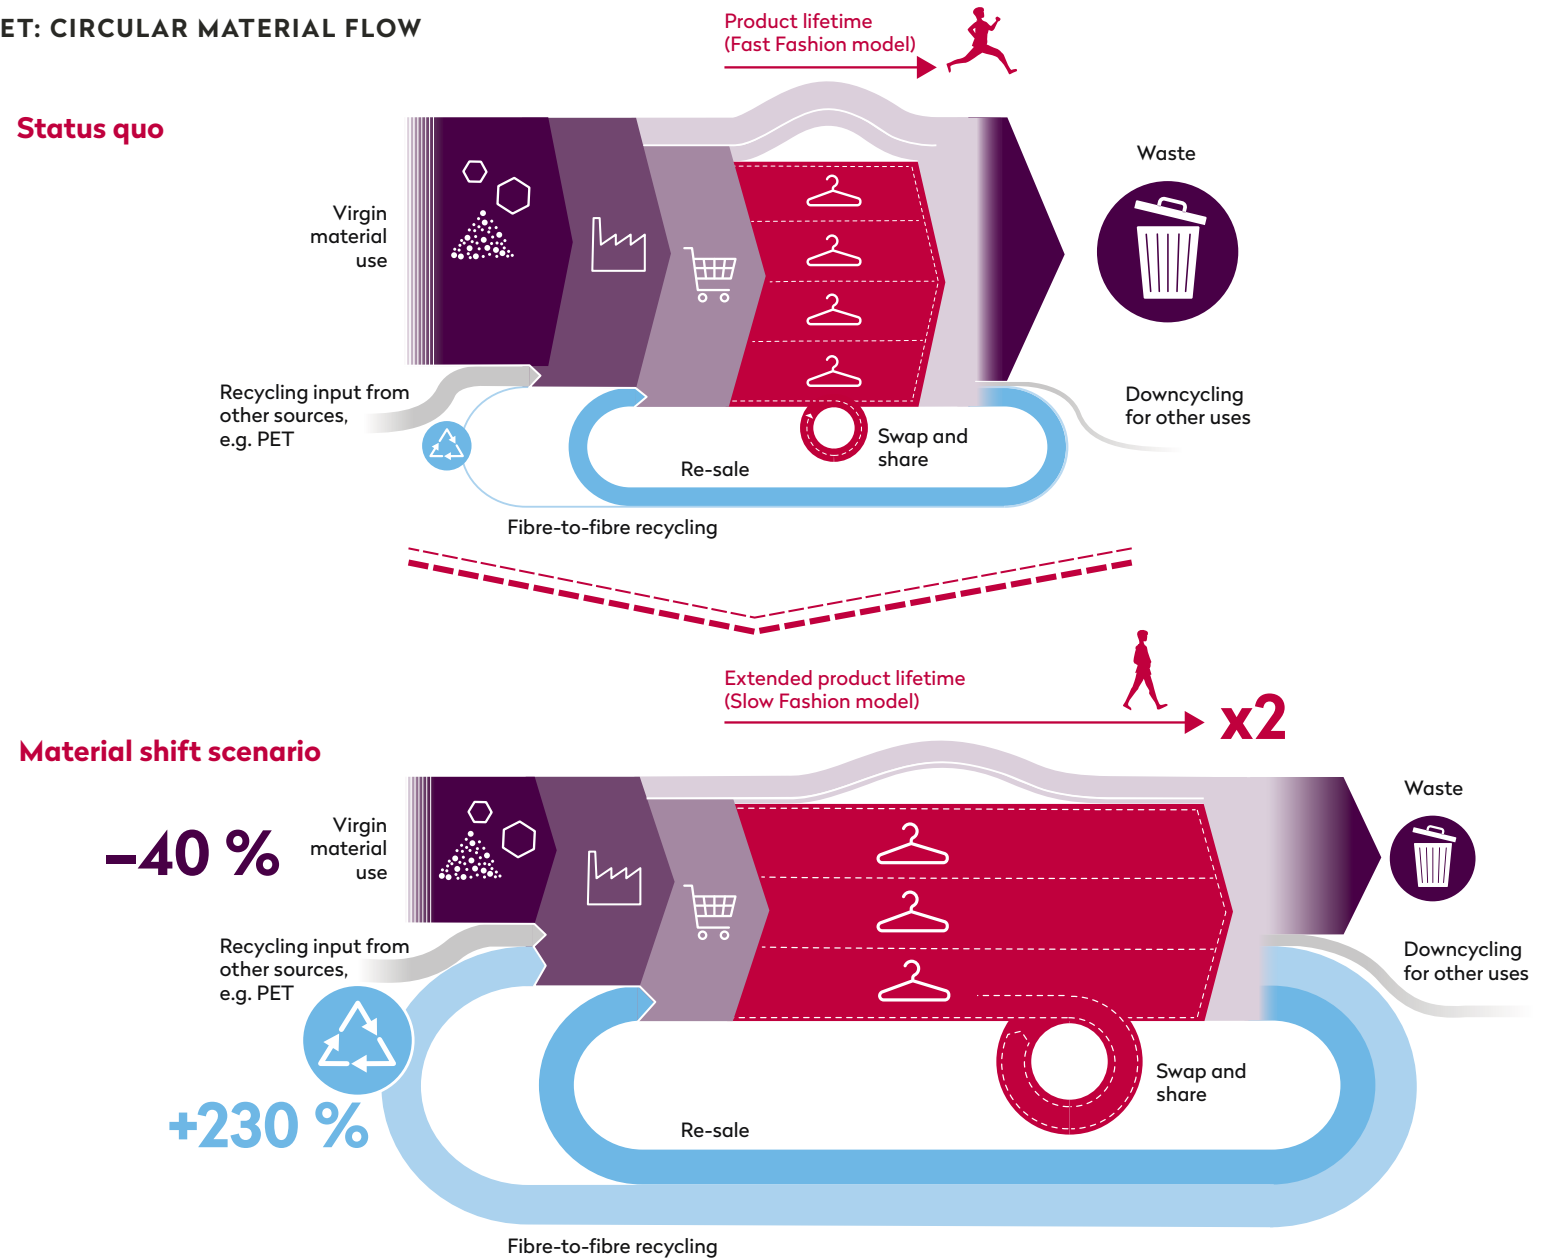 ET: CIRCULAR MATERIAL FLOW
Product lifetime
(Fast Fashion model)
Status quo
Waste
Virgin
material
use
Recycling input from
other sources,
e.g. PET
Downcycling
for other uses
Swap and
share
Re-sale
Fibre-to-fibre recycling
Extended product lifetime
(Slow Fashion model)
x2
Material shift scenario
Waste
–40 %
Virgin
material
use
Recycling input from
other sources,
e.g. PET
Downcycling
for other uses
Swap and
share
+230 %
Re-sale
Fibre-to-fibre recycling